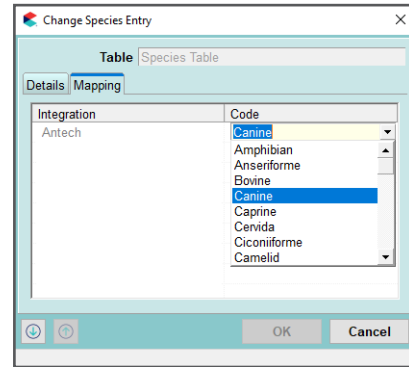 Change Species Entry
Table Species Table
Details Mapping
Integration Code
Antech Canine
Amphibian
Anseriforme
Bovine
Canine
Caprine
Cervida
Ciconiiforme
Camelid
OK Cancel